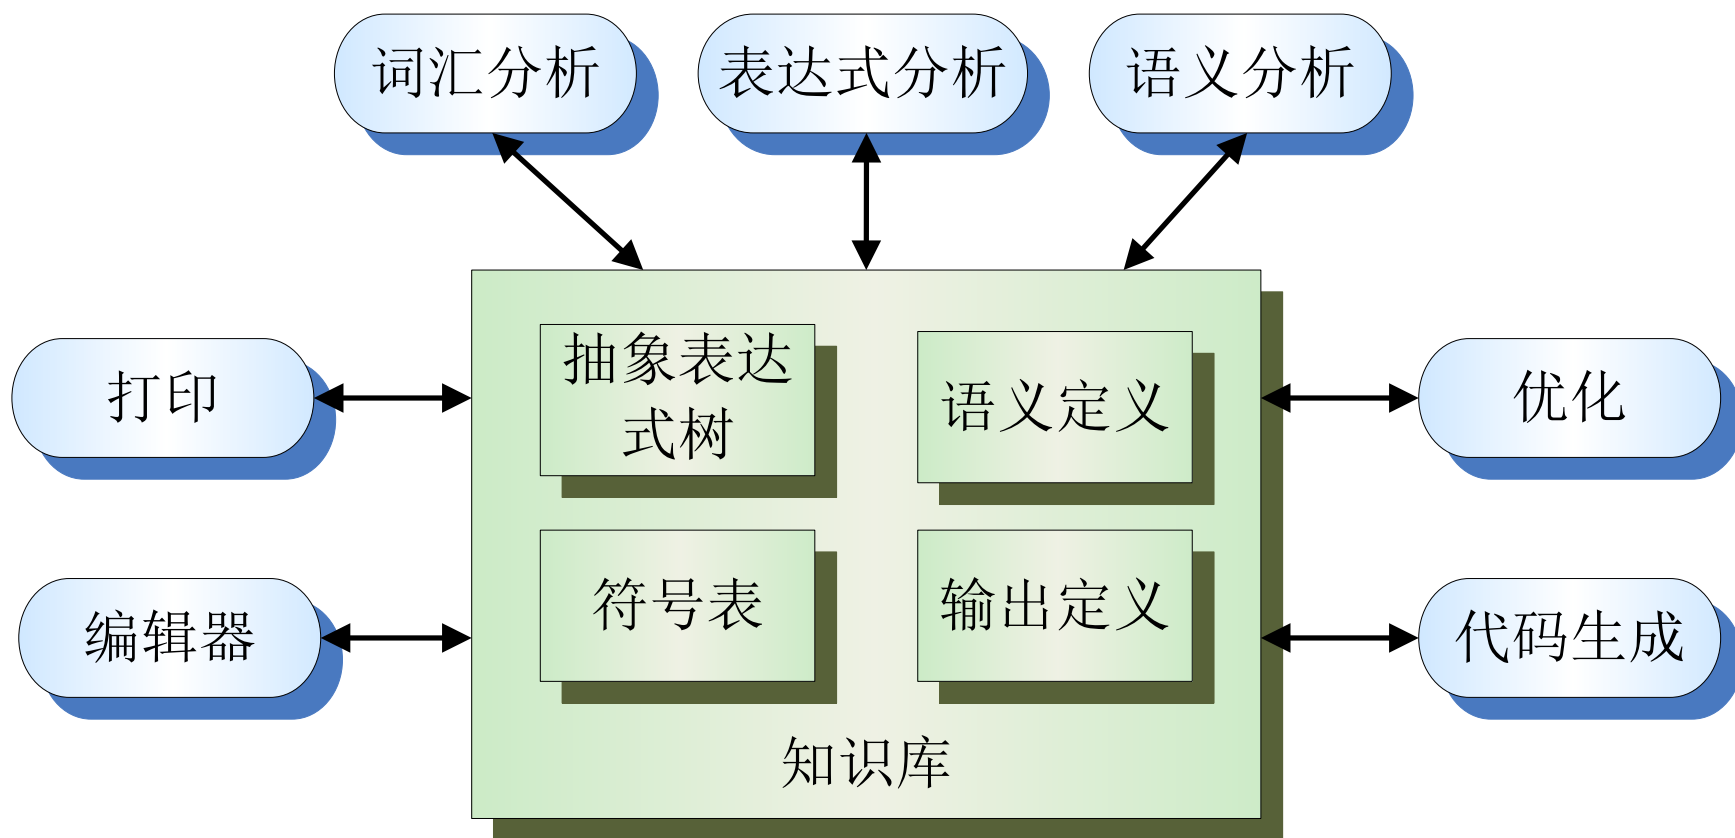 词汇分析
表达式分析
语义分析
打印
抽象表达
式树
语义定义
优化
编辑器
符号表
输出定义
代码生成
知识库